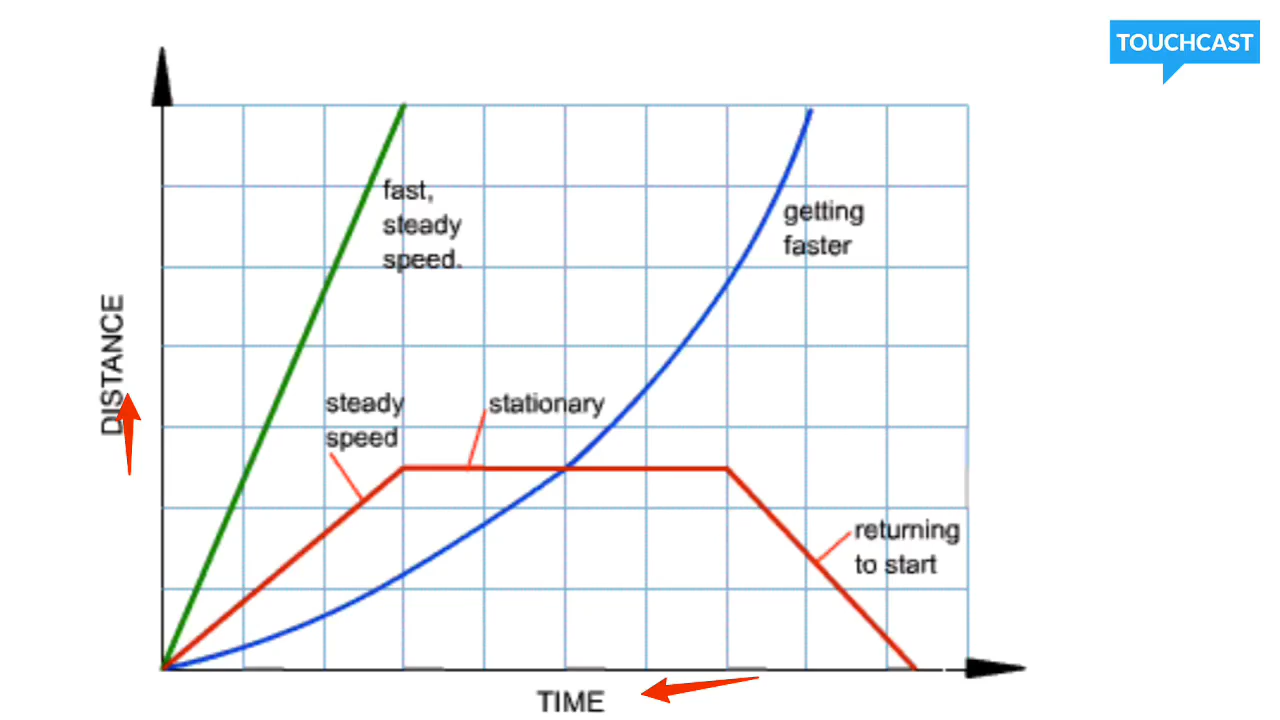 TOUCHCAST
fast,
steady
speed.
getting
faster
DISTANCE
steady
speed
stationary
returning
to start
TIME